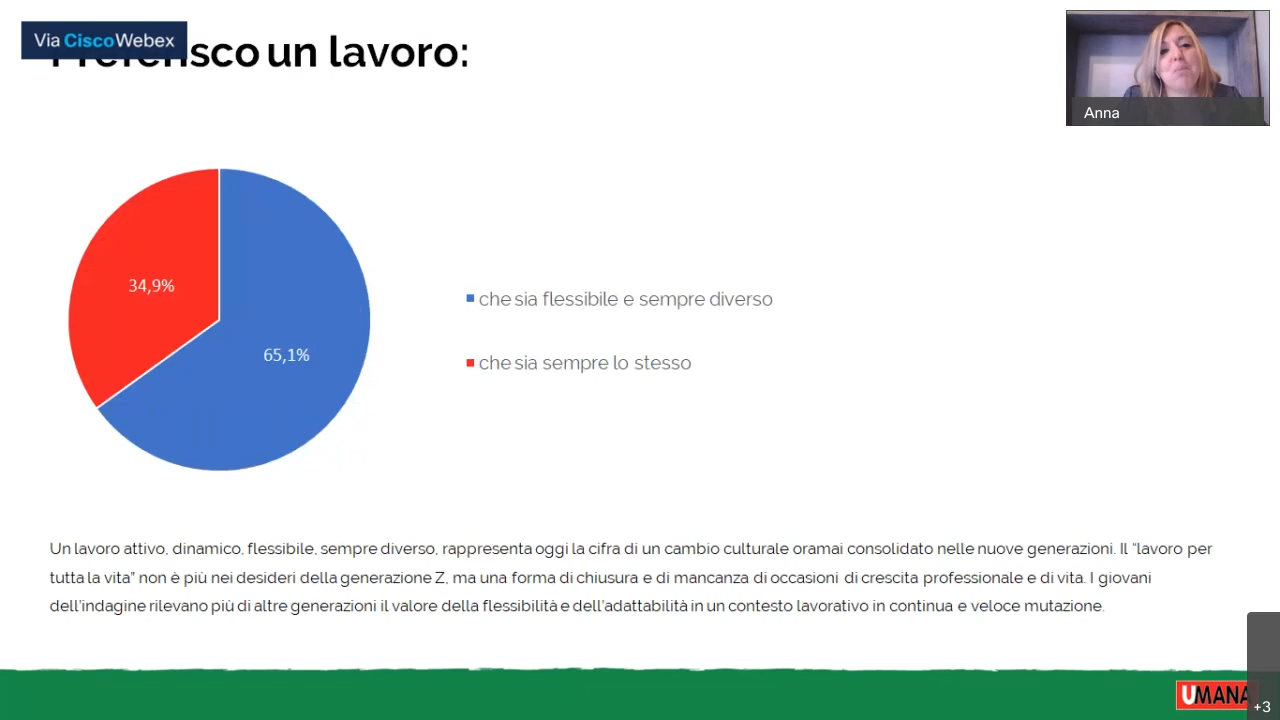 Via Cisco Webex
Preferisco un lavoro:
Anna
34,9%
65,1%
che sia flessibile e sempre diverso
che sia sempre lo stesso
Un lavoro attivo, dinamico, flessibile, sempre diverso, rappresenta oggi la cifra di un cambio culturale oramai consolidato nelle nuove generazioni. Il “lavoro per
tutta la vita” non è più nei desideri della generazione Z, ma una forma di chiusura e di mancanza di occasioni di crescita professionale e di vita. I giovani
dell’indagine rilevano più di altre generazioni il valore della flessibilità e dell’adattabilità in un contesto lavorativo in continua e veloce mutazione.
UMANA
+3